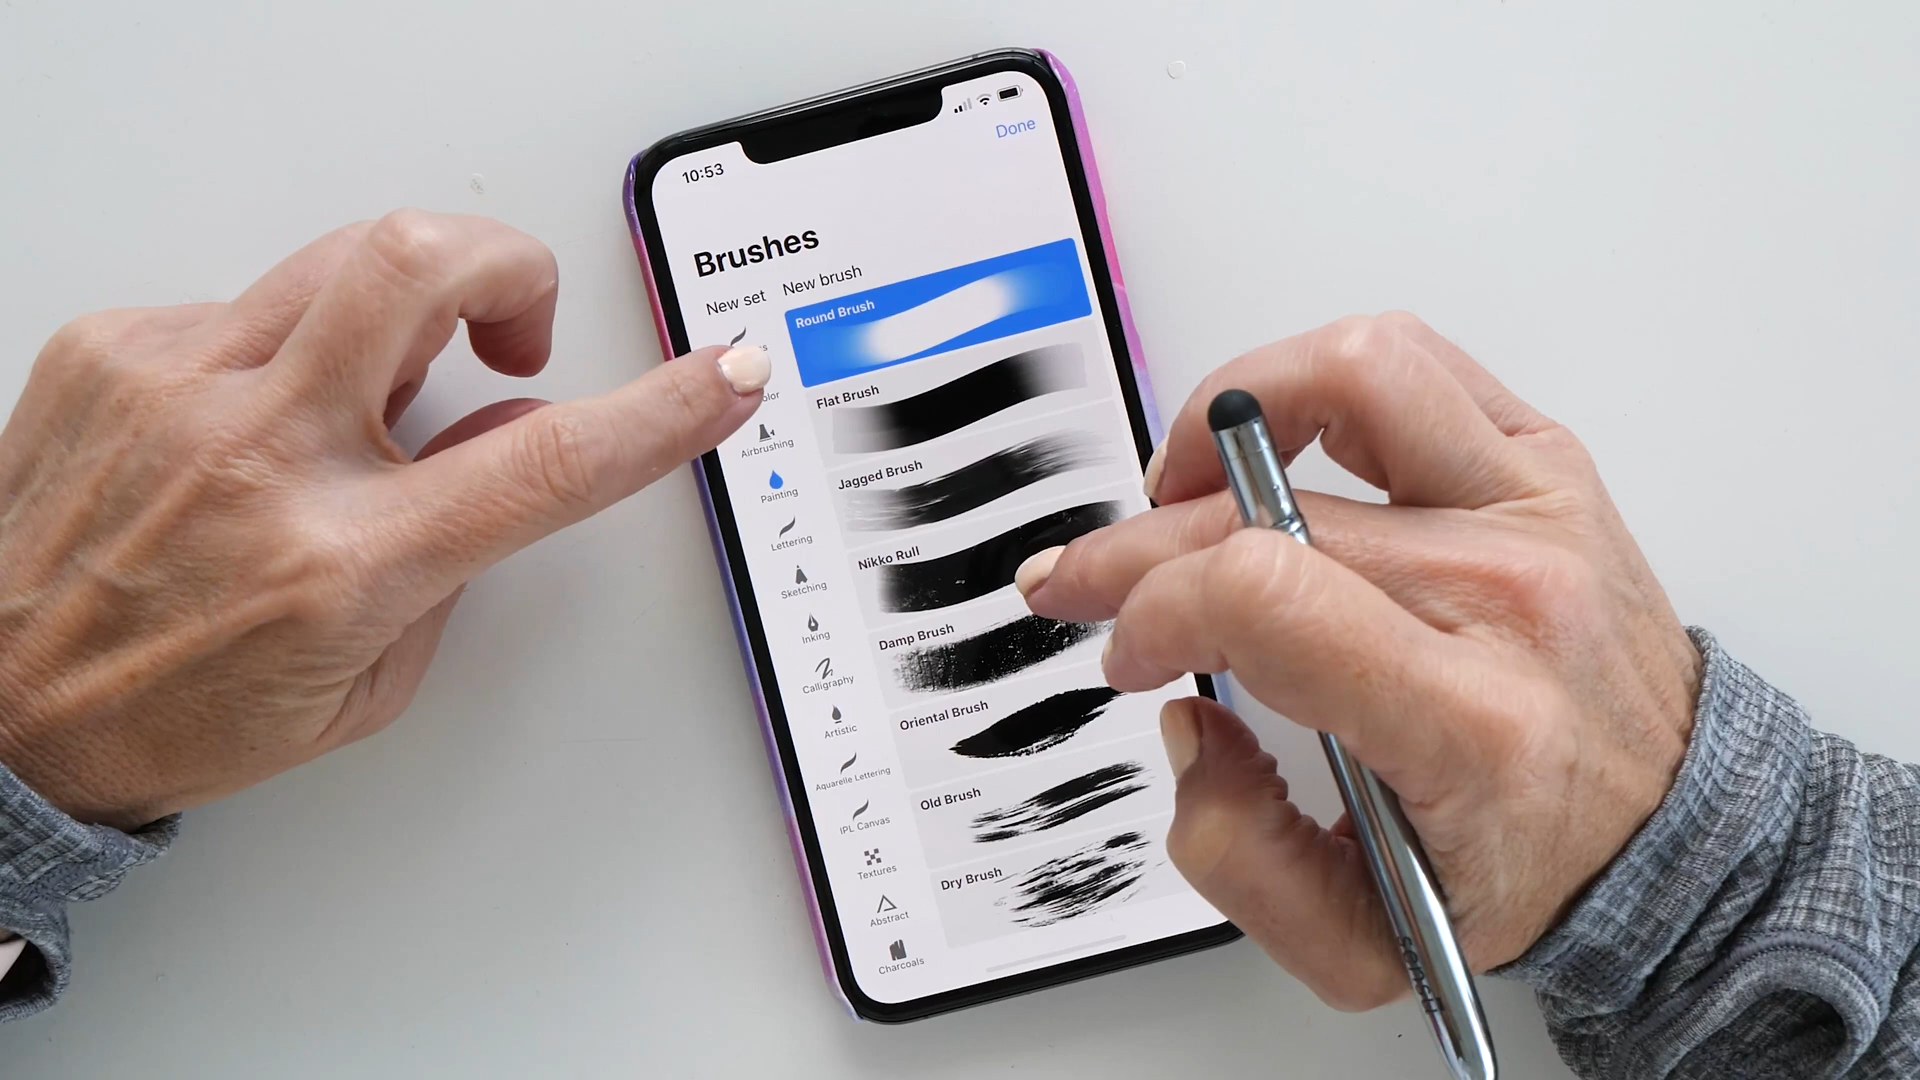 10:53
Done
Brushes
New set
New brush
Round Brush
Flat Brush
Airbrushing
Jagged Brush
Painting
Lettering
Nikko Rull
Sketching
Inking
Damp Brush
Calligraphy
Artistic
Oriental Brush
Aquarelle Lettering
IPL Canvas
Old Brush
Textures
Dry Brush
Abstract
Charcoals